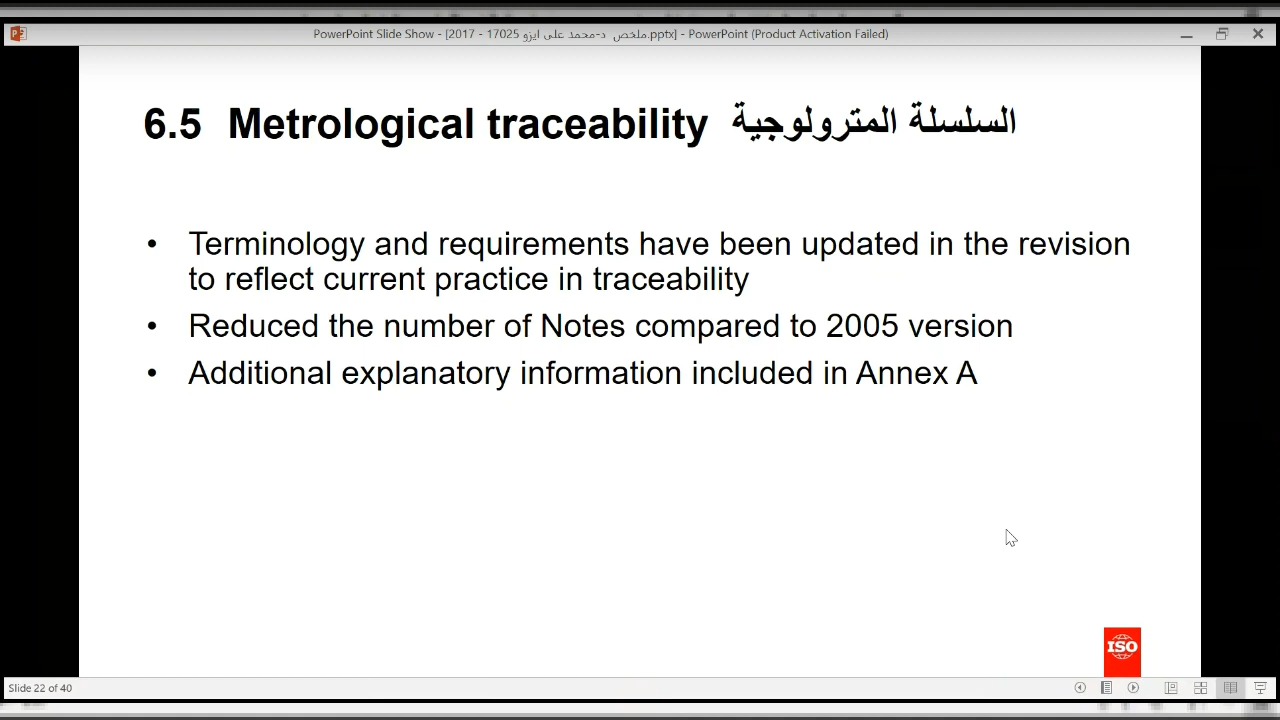 PowerPoint Slide Show - [2017 - 17025 ملخص د-محمد على ايزو.pptx] - PowerPoint (Product Activation Failed)
6.5 Metrological traceability السلسلة المترولوجية
• Terminology and requirements have been updated in the revision
to reflect current practice in traceability
• Reduced the number of Notes compared to 2005 version
• Additional explanatory information included in Annex A
ISO
Slide 22 of 40